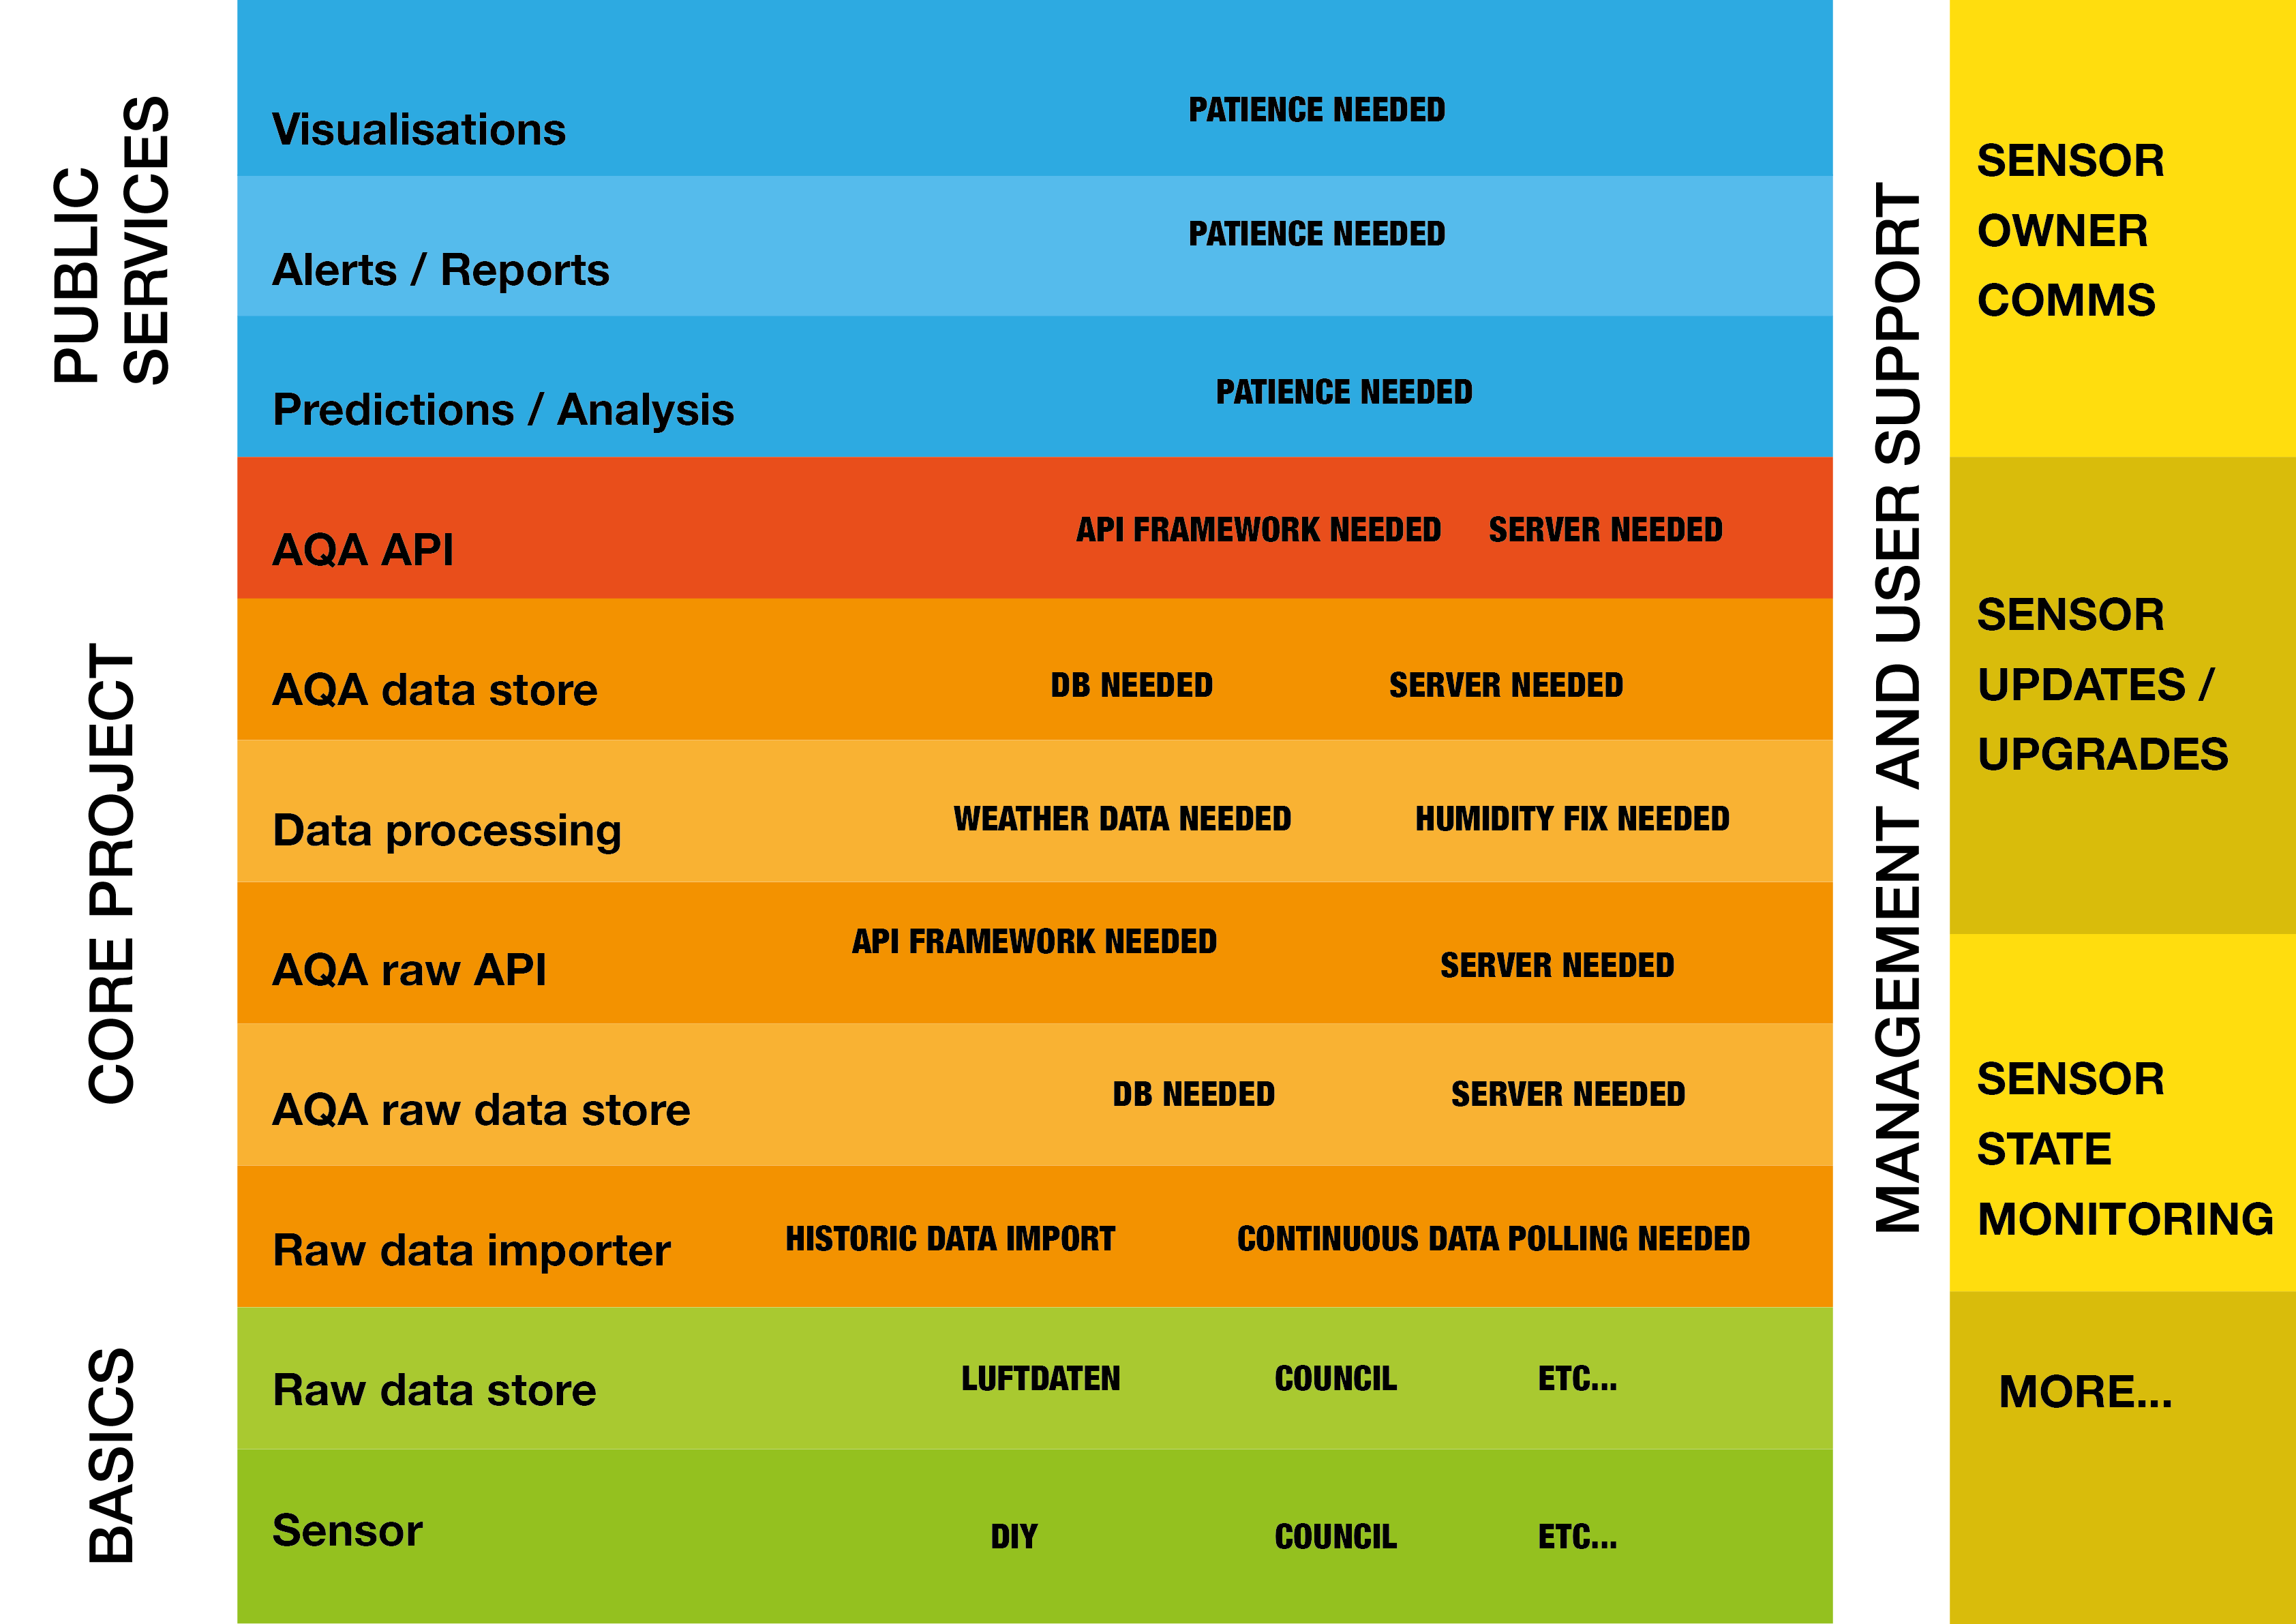 PUBLIC
SERVICES
Visualisations
PATIENCE NEEDED
Alerts / Reports
PATIENCE NEEDED
Predictions / Analysis
PATIENCE NEEDED
CORE PROJECT
AQA API
API FRAMEWORK NEEDED
SERVER NEEDED
AQA data store
DB NEEDED
SERVER NEEDED
Data processing
WEATHER DATA NEEDED
HUMIDITY FIX NEEDED
AQA raw API
API FRAMEWORK NEEDED
SERVER NEEDED
AQA raw data store
DB NEEDED
SERVER NEEDED
Raw data importer
HISTORIC DATA IMPORT
CONTINUOUS DATA POLLING NEEDED
BASICS
Raw data store
LUFTDATEN
COUNCIL
ETC...
Sensor
DIY
COUNCIL
ETC...
MANAGEMENT AND USER SUPPORT
SENSOR
OWNER
COMMS
SENSOR
UPDATES /
UPGRADES
SENSOR
STATE
MONITORING
MORE...